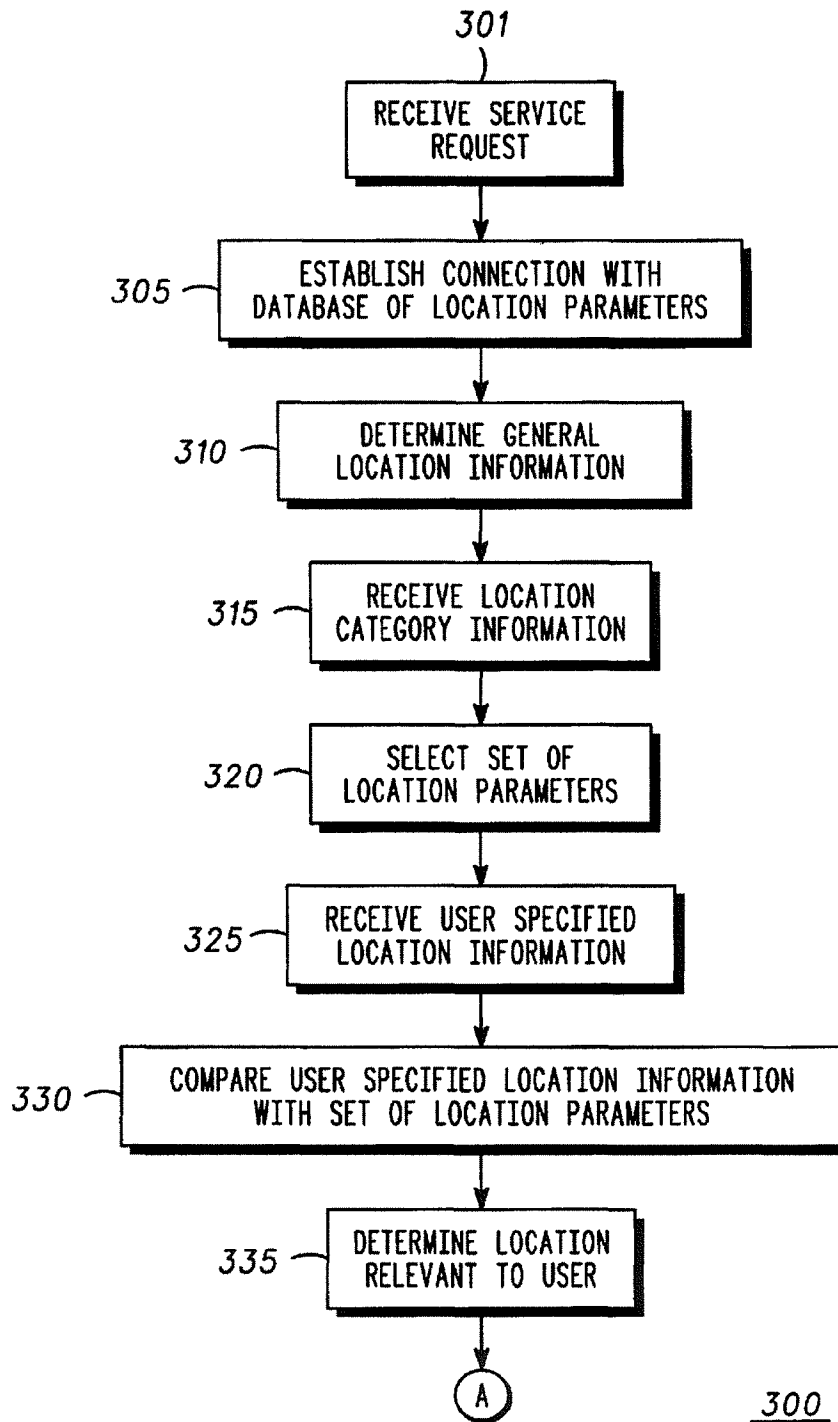 301
RECEIVE SERVICE
REQUEST
305
ESTABLISH CONNECTION WITH
DATABASE OF LOCATION PARAMETERS
310
DETERMINE GENERAL
LOCATION INFORMATION
315
RECEIVE LOCATION
CATEGORY INFORMATION
320
SELECT SET OF
LOCATION PARAMETERS
325
RECEIVE USER SPECIFIED
LOCATION INFORMATION
330
COMPARE USER SPECIFIED LOCATION INFORMATION
WITH SET OF LOCATION PARAMETERS
335
DETERMINE LOCATION
RELEVANT TO USER
A
300